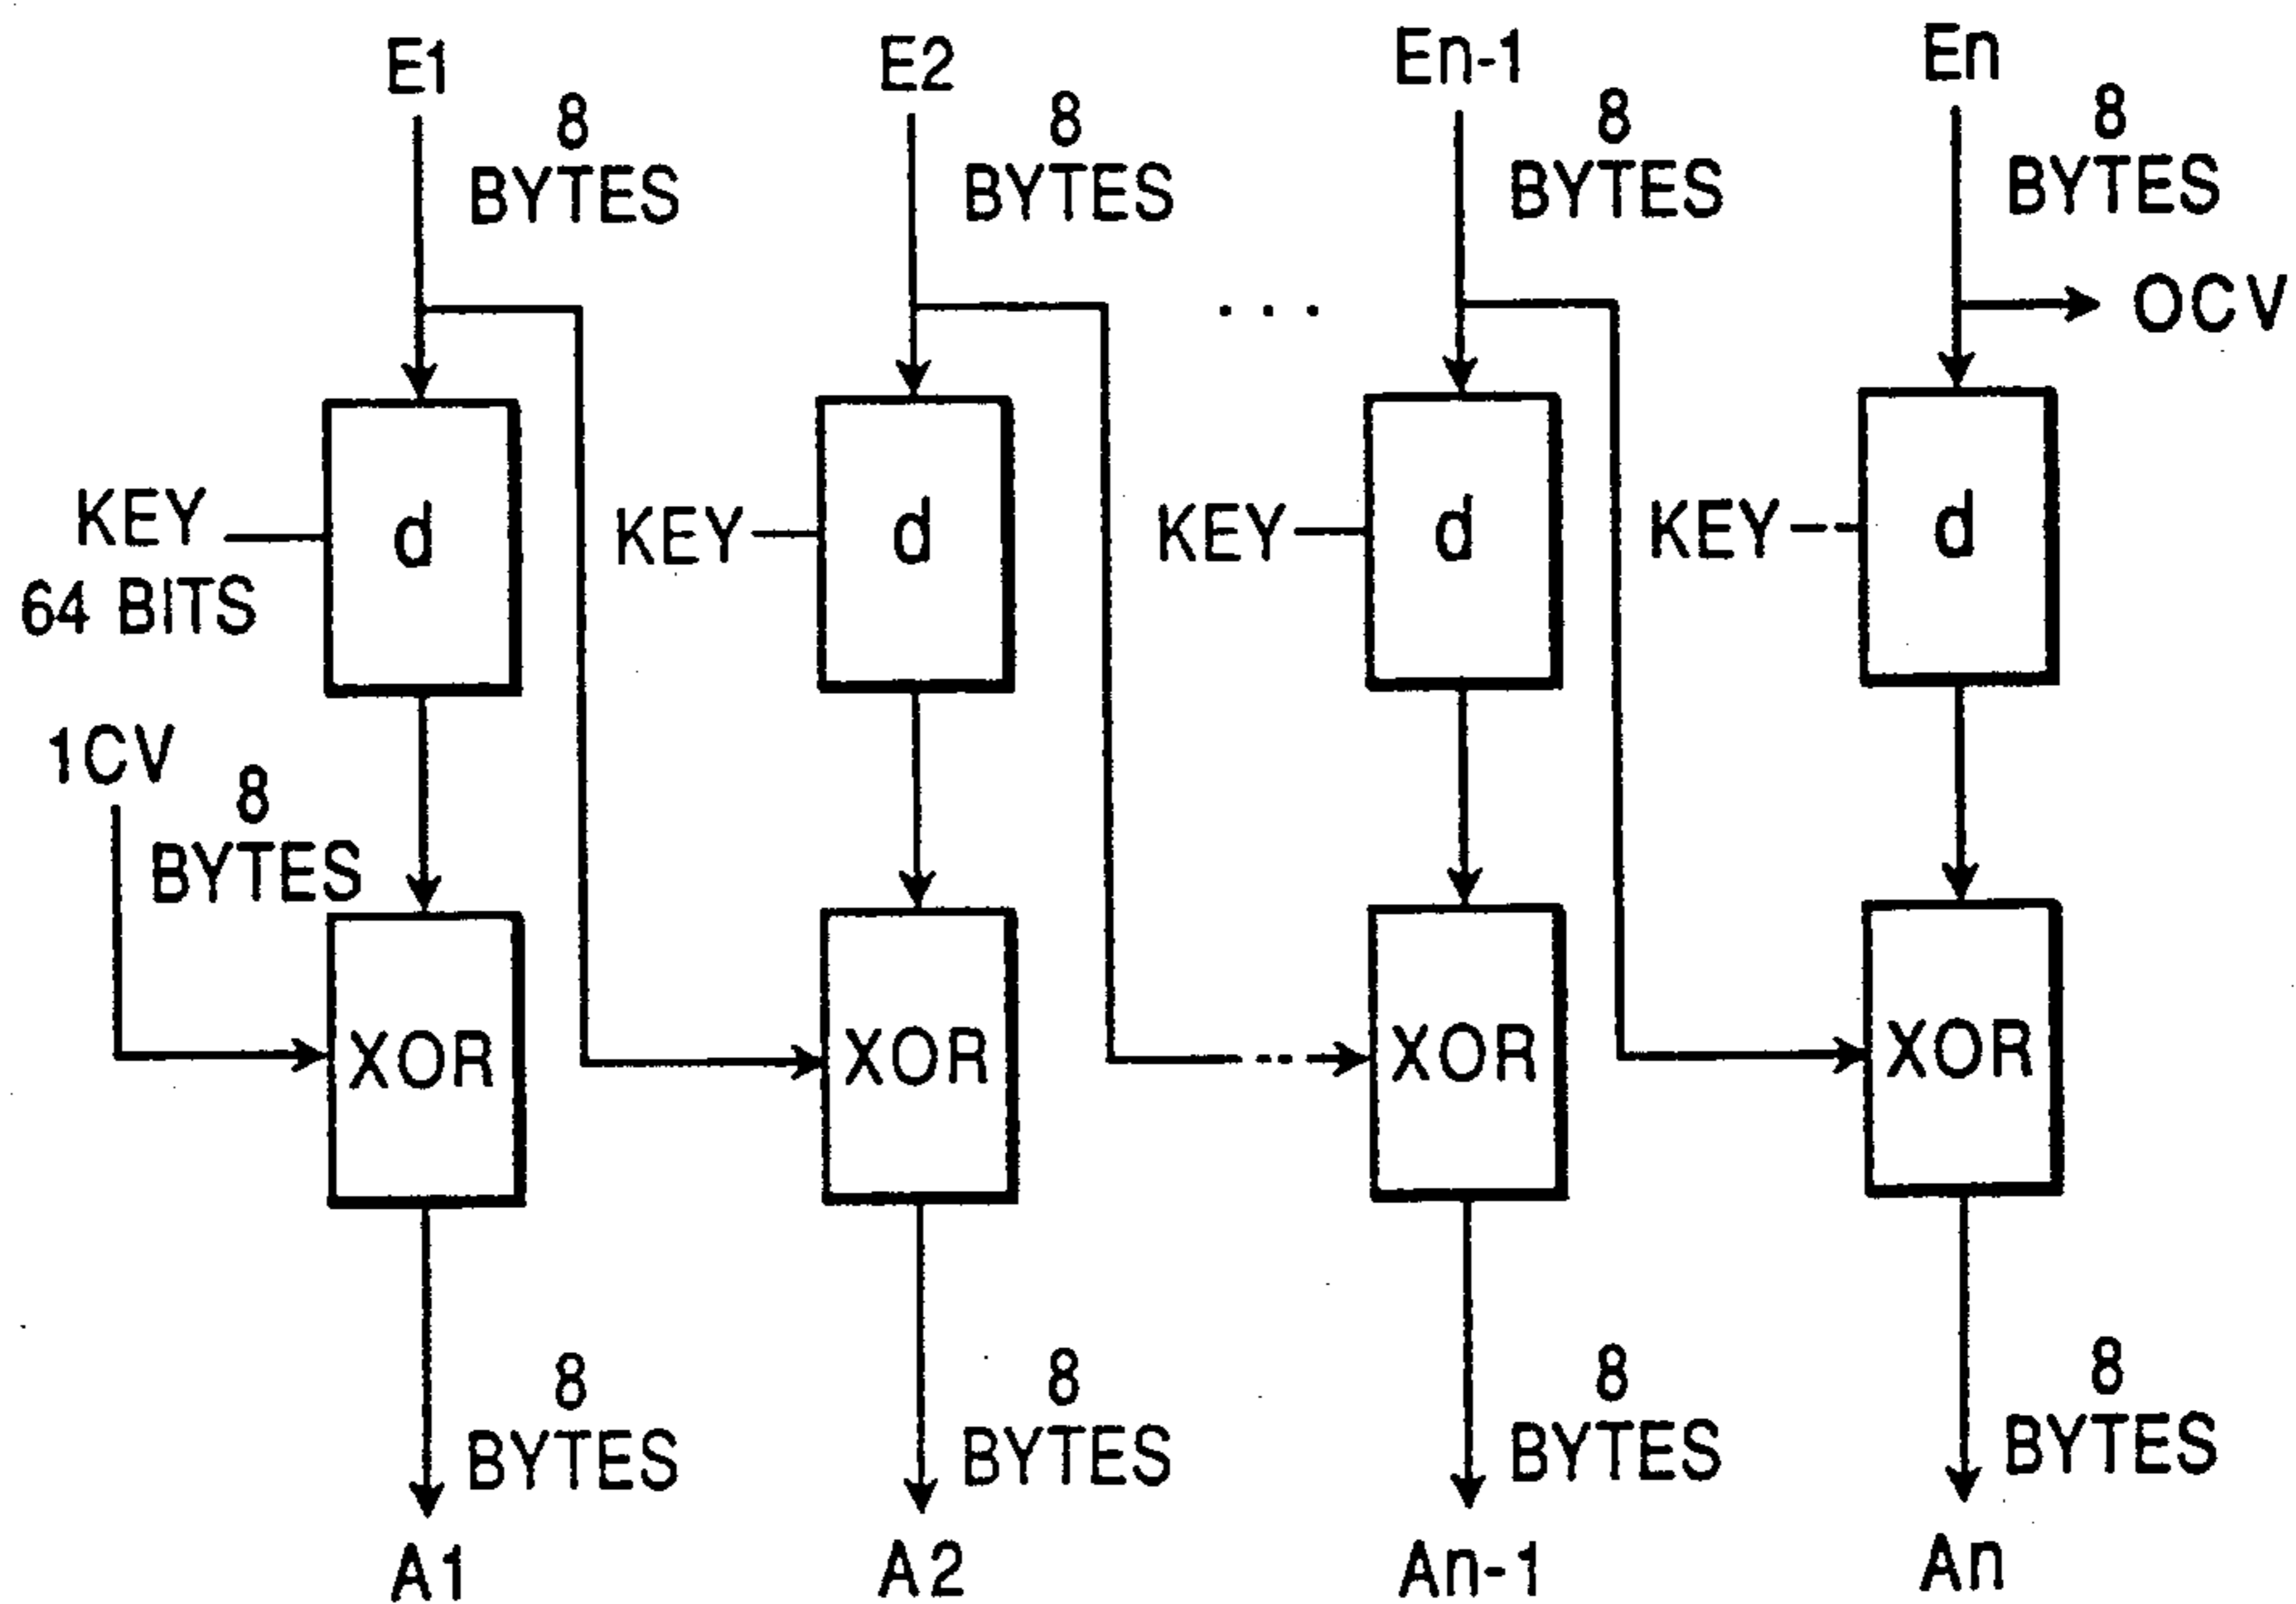 E1
E2
En-1
En
8
BYTES
8
BYTES
8
BYTES
8
BYTES
. . .
OCV
KEY
64 BITS
d
KEY
d
KEY
d
KEY
d
1CV
8
BYTES
XOR
XOR
XOR
XOR
8
BYTES
8
BYTES
8
BYTES
8
BYTES
A1
A2
An-1
An